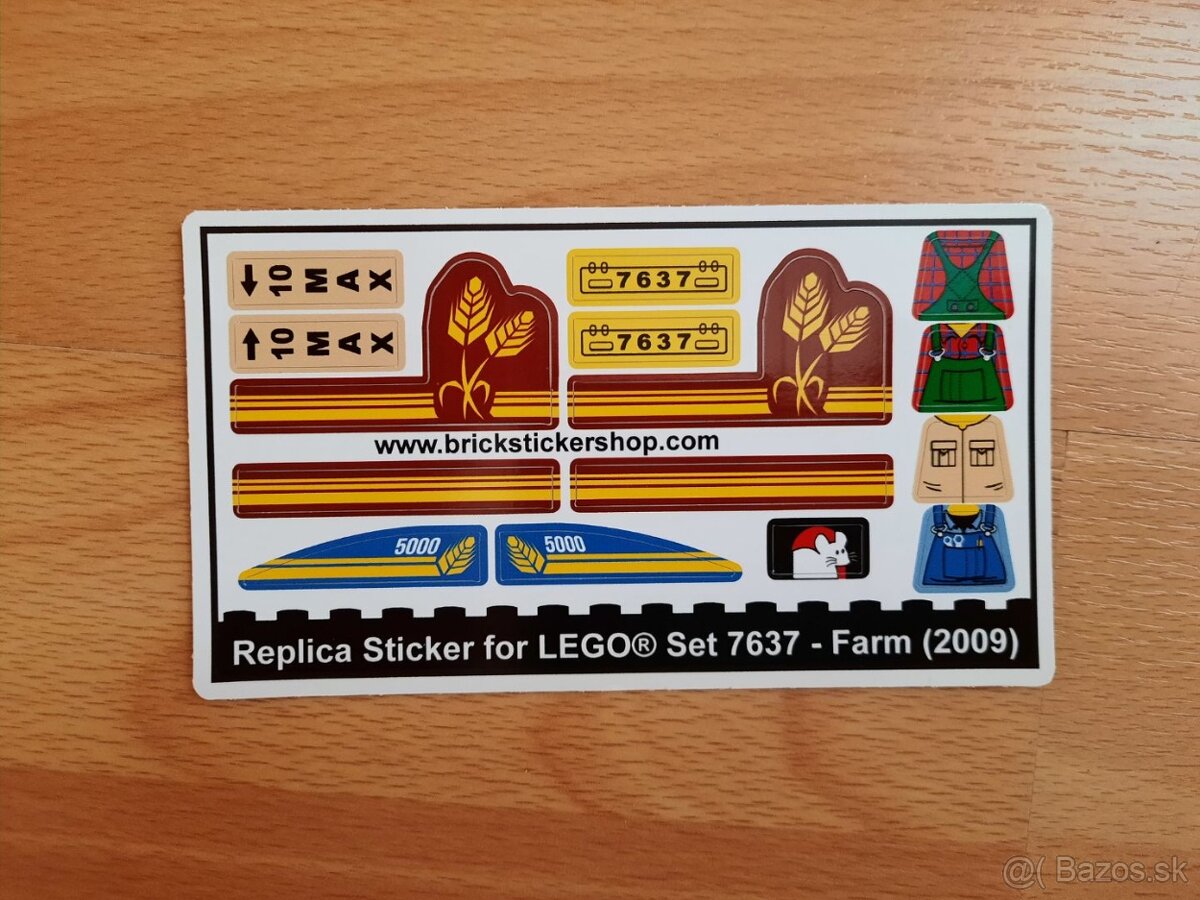 ← 10 MAX
→ 10 MAX
7637
7637
www.brickstickershop.com
5000
5000
Replica Sticker for LEGO® Set 7637 - Farm (2009)
@( Bazos.sk